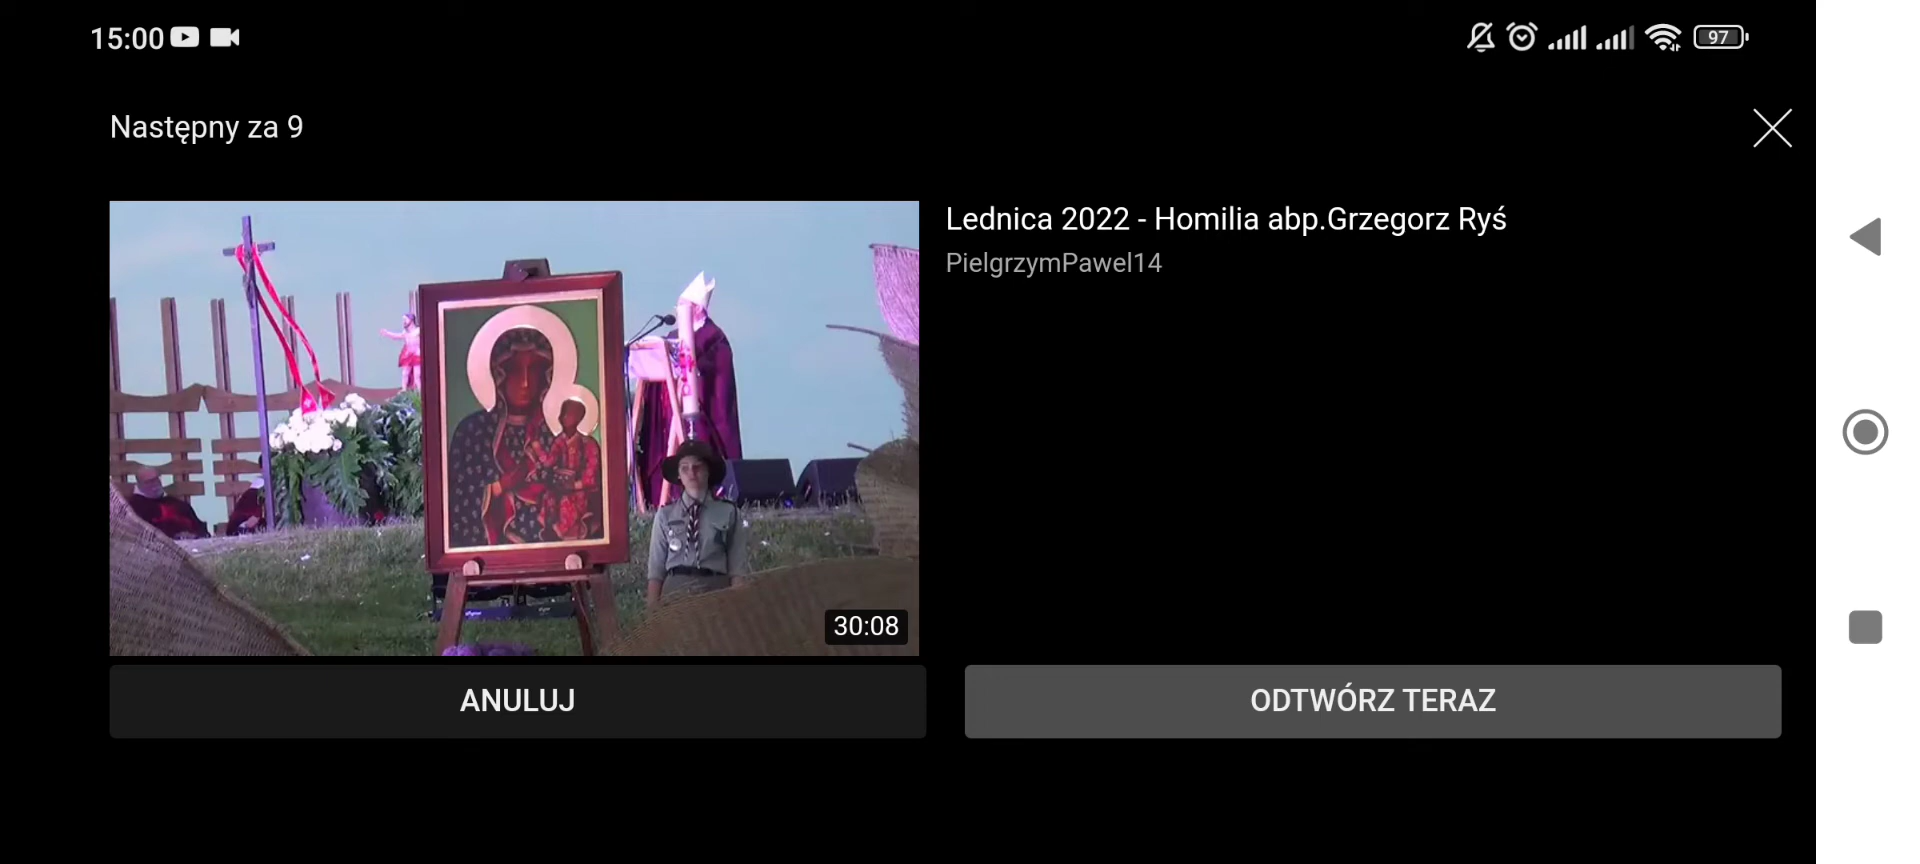 15:00
97
Następny za 9
Lednica 2022 - Homilia abp.Grzegorz Ryś
PielgrzymPawel14
30:08
ANULUJ
ODTWÓRZ TERAZ